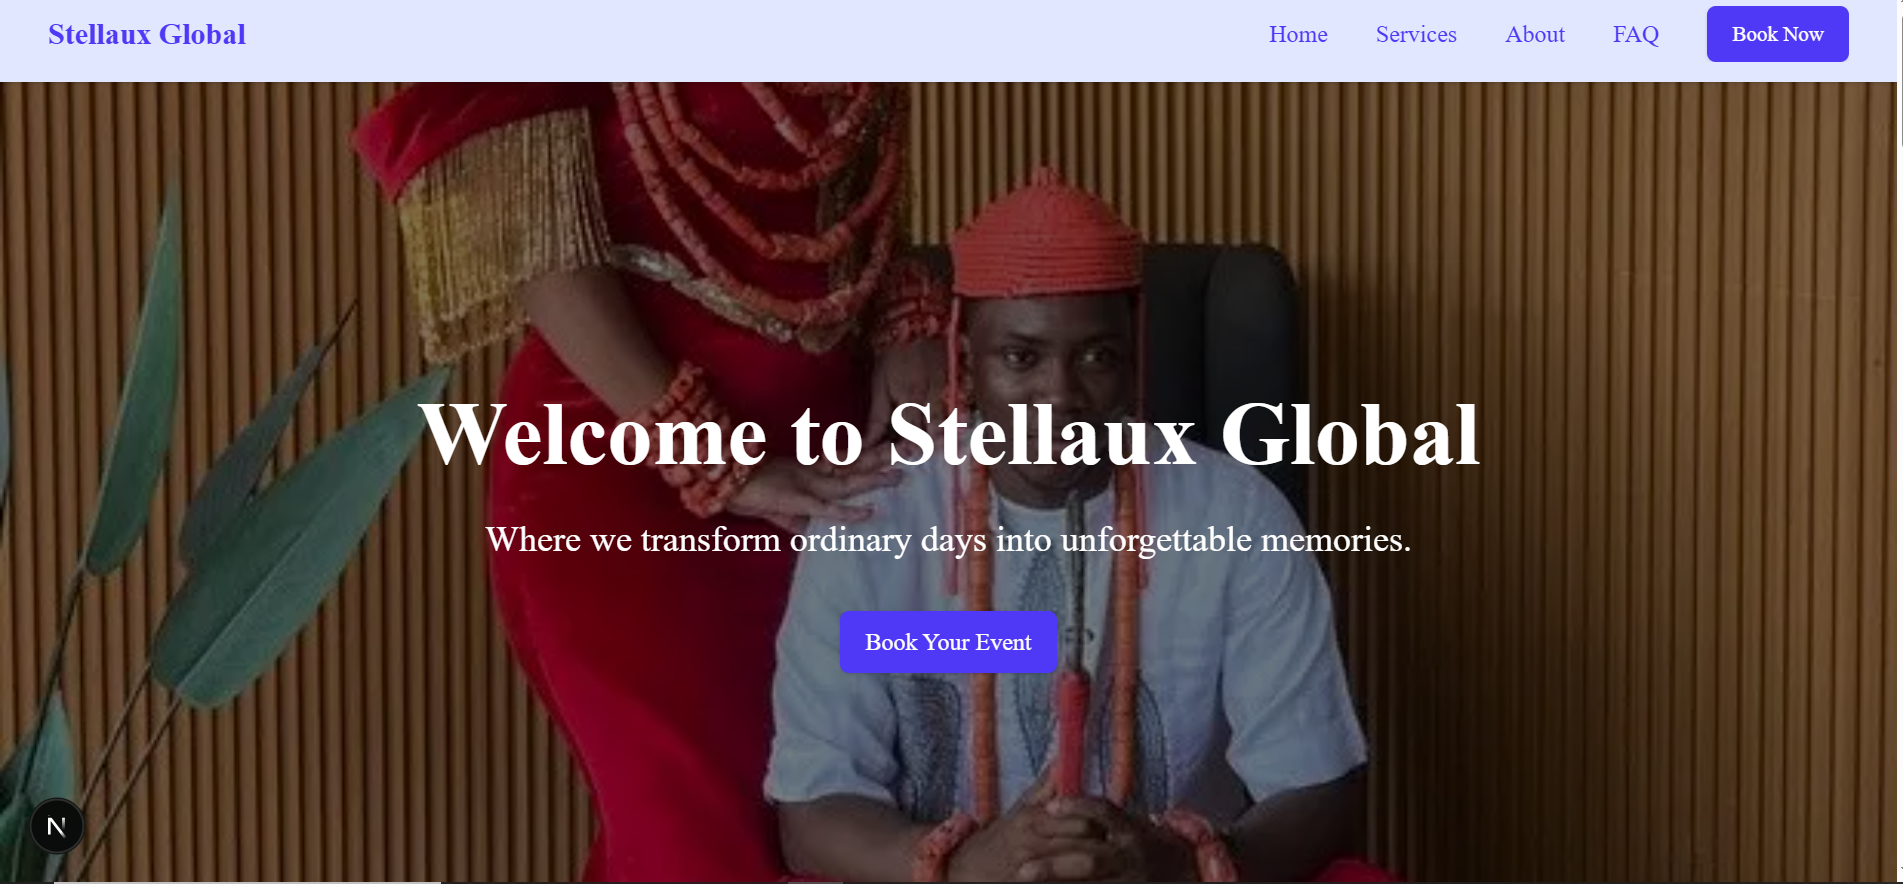 Stellaux Global
Home Services About FAQ Book Now
Welcome to Stellaux Global
Where we transform ordinary days into unforgettable memories.
Book Your Event
N